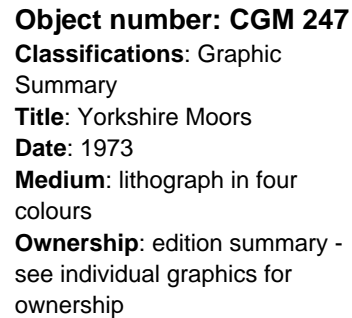 Object number: CGM 247
Classifications: Graphic
Summary
Title: Yorkshire Moors
Date: 1973
Medium: lithograph in four
colours
Ownership: edition summary -
see individual graphics for
ownership